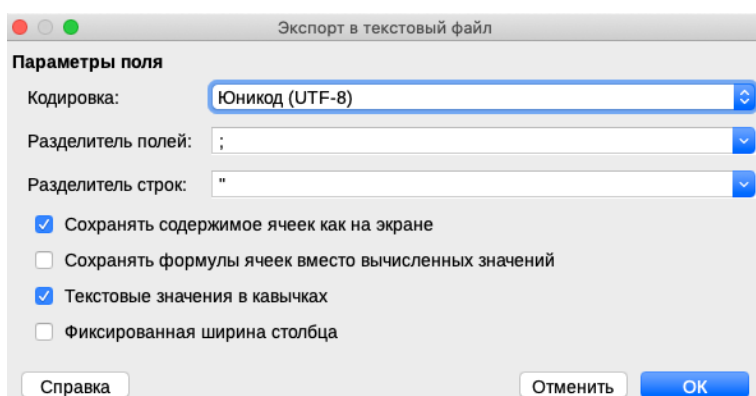 Экспорт в текстовый файл
Параметры поля
Кодировка: Юникод (UTF-8)
Разделитель полей: ;
Разделитель строк: "
Сохранять содержимое ячеек как на экране
Сохранять формулы ячеек вместо вычисленных значений
Текстовые значения в кавычках
Фиксированная ширина столбца
Справка Отменить ОК